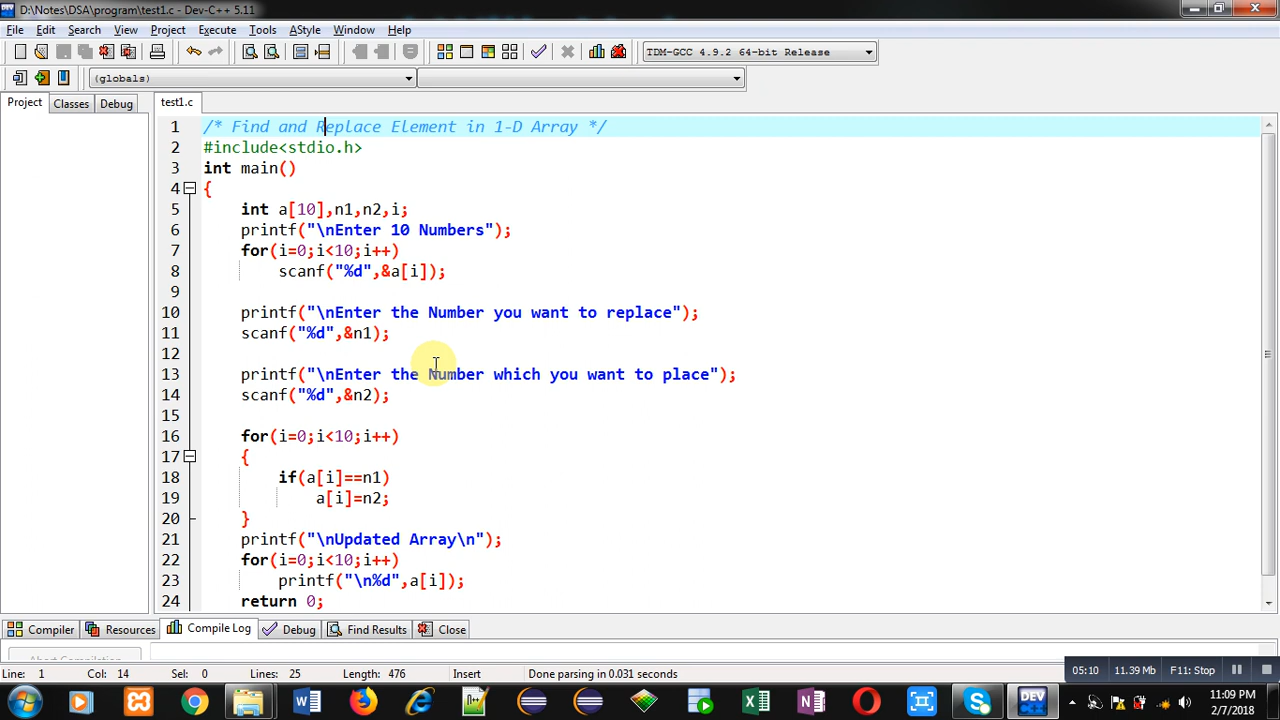 D:\Notes\DSA\program\test1.c - Dev-C++ 5.11
File Edit Search View Project Execute Tools AStyle Window Help
TDM-GCC 4.9.2 64-bit Release
(globals)
Project Classes Debug test1.c
1 /* Find and Replace Element in 1-D Array */
2 #include<stdio.h>
3 int main()
4 {
5 int a[10],n1,n2,i;
6 printf("\nEnter 10 Numbers");
7 for(i=0;i<10;i++)
8 scanf("%d",&a[i]);
9
10 printf("\nEnter the Number you want to replace");
11 scanf("%d",&n1);
12
13 printf("\nEnter the Number which you want to place");
14 scanf("%d",&n2);
15
16 for(i=0;i<10;i++)
17 {
18 if(a[i]==n1)
19 a[i]=n2;
20 }
21 printf("\nUpdated Array\n");
22 for(i=0;i<10;i++)
23 printf("\n%d",a[i]);
24 return 0;
Compiler Resources Compile Log Debug Find Results Close
Abort Compilation
Line: 1 Col: 14 Sel: 0 Lines: 25 Length: 476 Insert Done parsing in 0.031 seconds
05:10 11.39 Mb F11: Stop
DEV
11:09 PM
2/7/2018